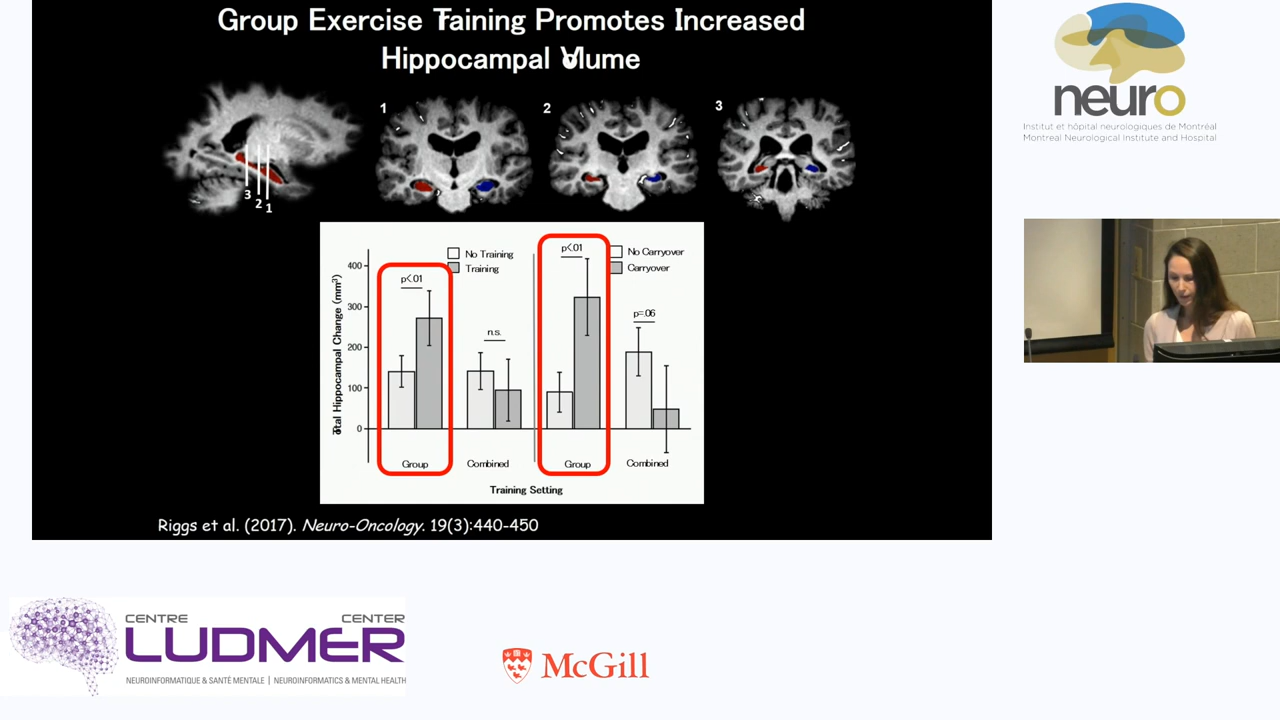 Group Exercise Taining Promotes Increased
Hippocampal Volume
1
2
3
3
2
1
No Training
Training
No Carryover
Carryover
p<.01
n.s.
p<.01
p=.06
Total Hippocampal Change (mm³)
400
300
200
100
0
Group
Combined
Group
Combined
Training Setting
Riggs et al. (2017). Neuro-Oncology. 19(3):440-450
neuro
Institut et hôpital neurologiques de Montréal
Montreal Neurological Institute and Hospital
CENTRE CENTER
LUDMER
NEUROINFORMATIQUE & SANTÉ MENTALE | NEUROINFORMATICS & MENTAL HEALTH
McGill